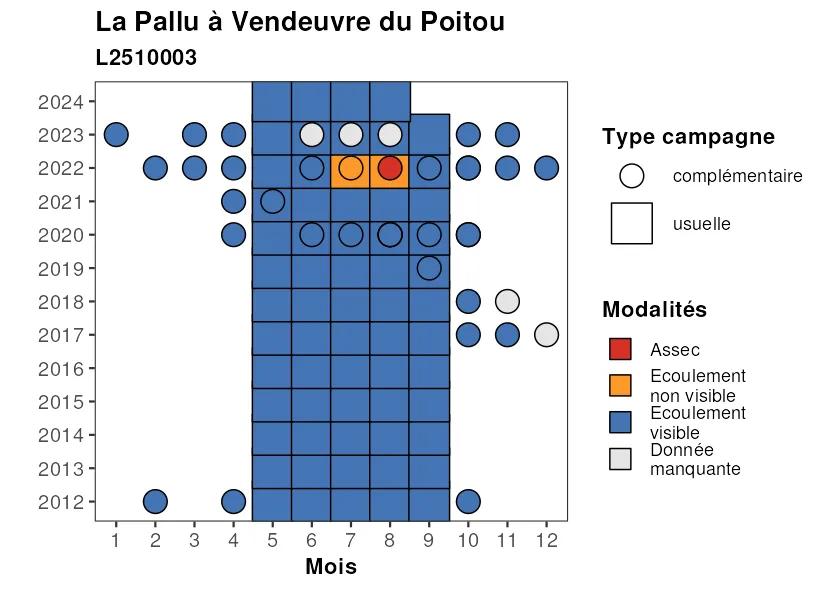 La Pallu à Vendeuvre du Poitou
L2510003
2024
2023
2022
2021
2020
2019
2018
2017
2016
2015
2014
2013
2012
1 2 3 4 5 6 7 8 9 10 11 12
Mois
Type campagne
complémentaire
usuelle
Modalités
Assec
Ecoulement
non visible
Ecoulement
visible
Donnée
manquante